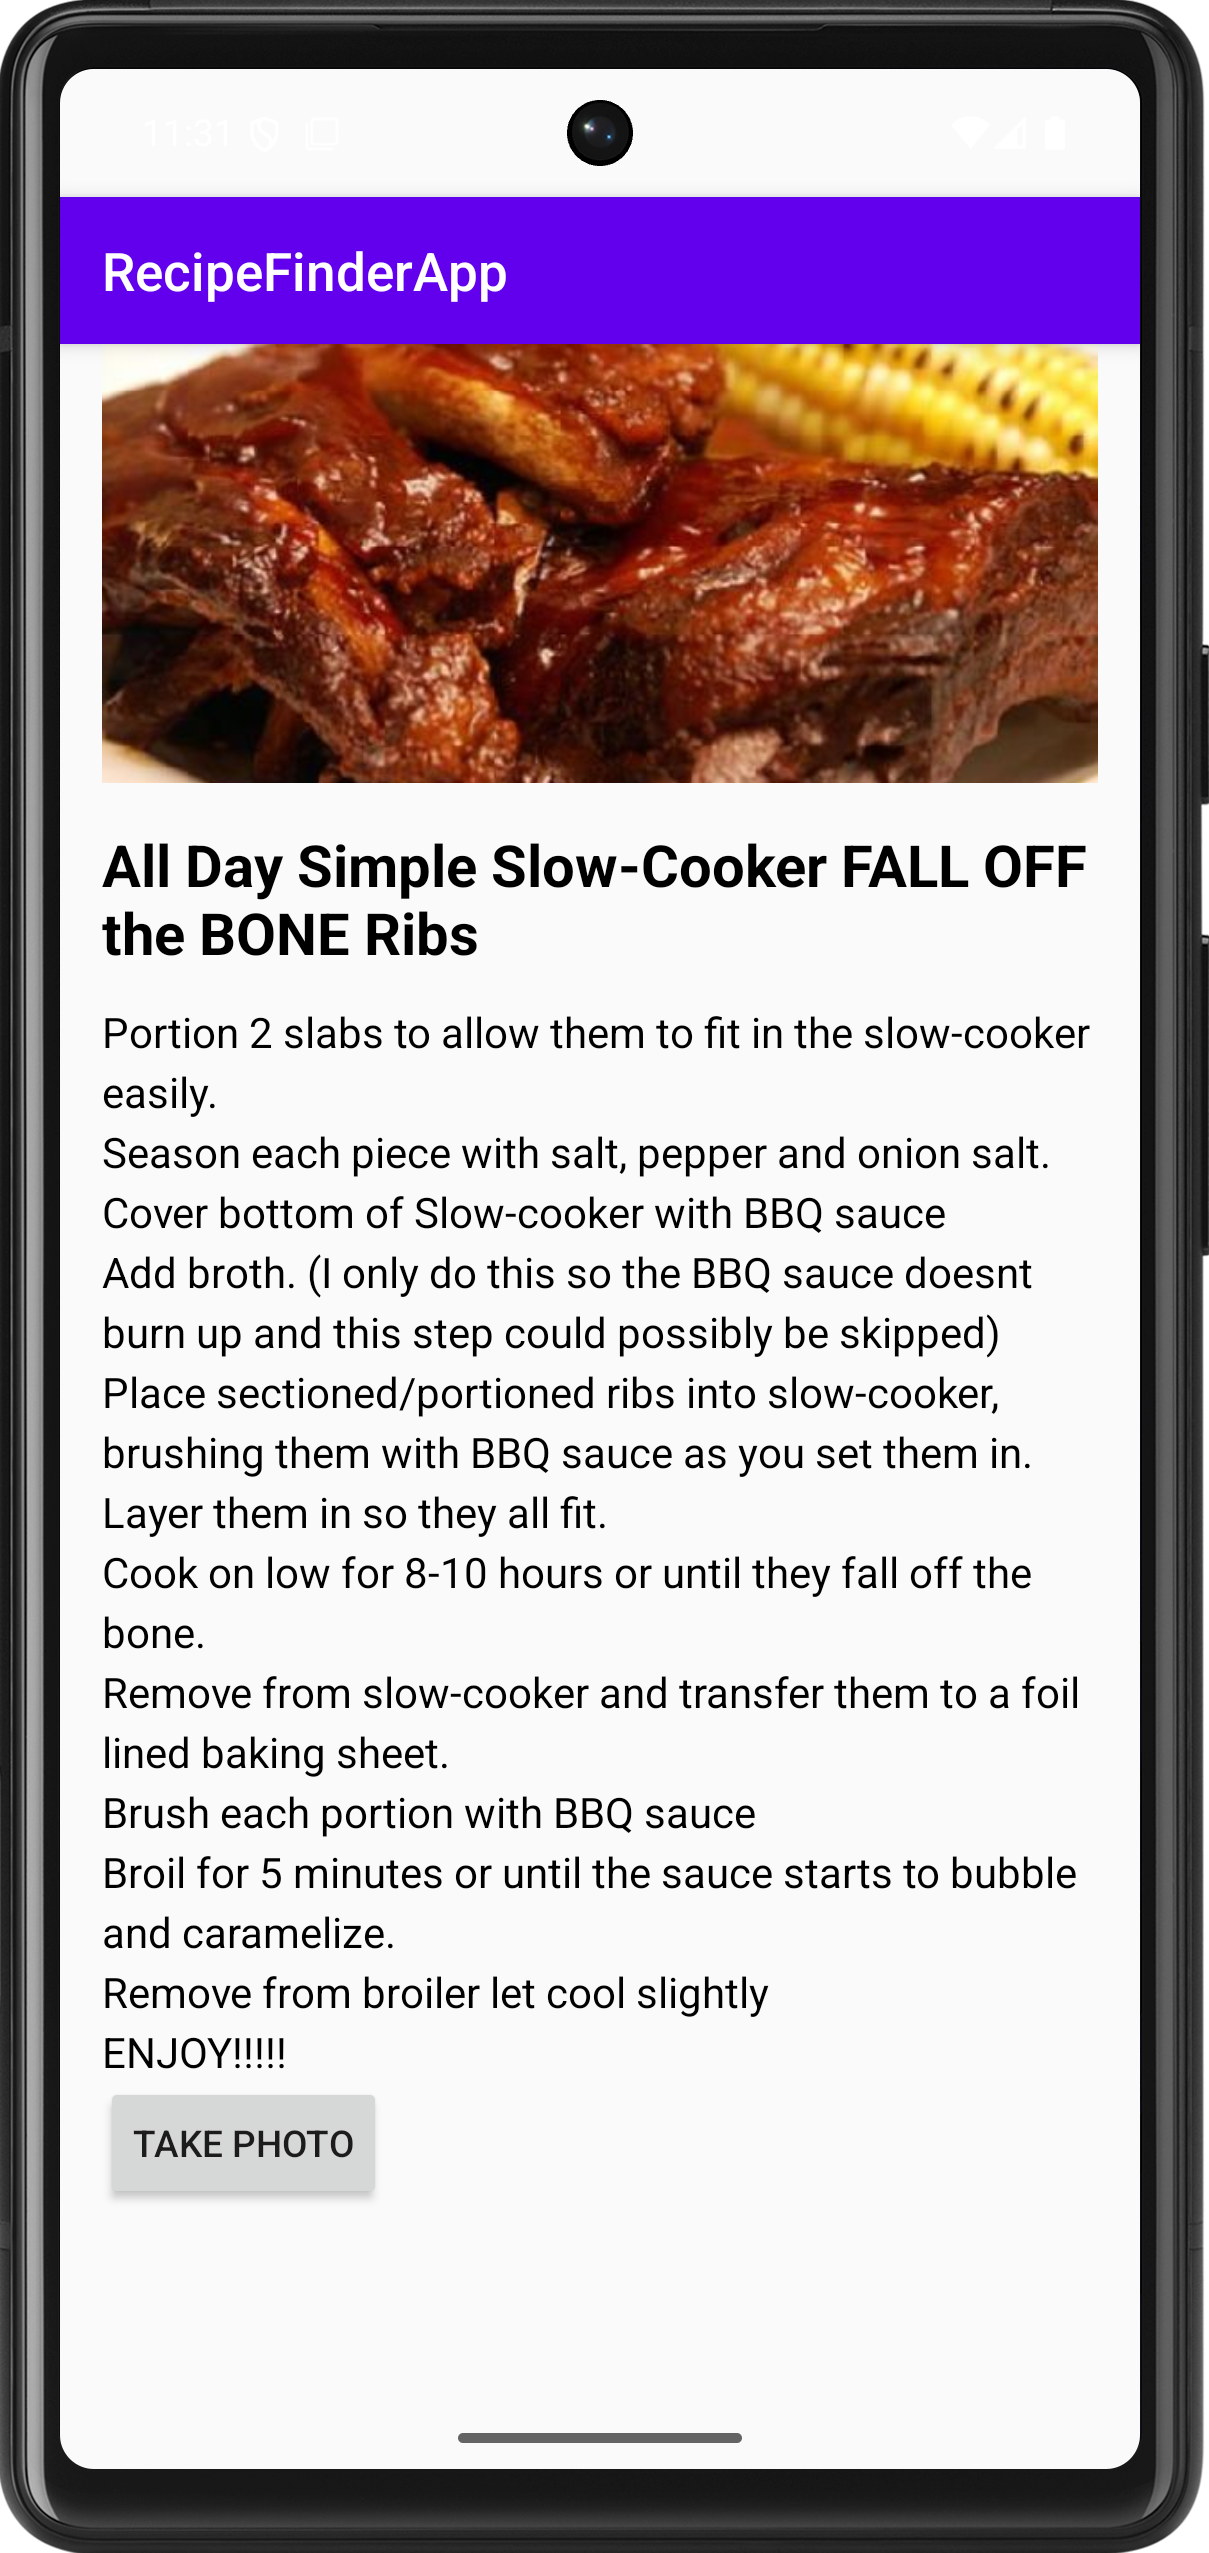 11:31
RecipeFinderApp
All Day Simple Slow-Cooker FALL OFF
the BONE Ribs
Portion 2 slabs to allow them to fit in the slow-cooker
easily.
Season each piece with salt, pepper and onion salt.
Cover bottom of Slow-cooker with BBQ sauce
Add broth. (I only do this so the BBQ sauce doesnt
burn up and this step could possibly be skipped)
Place sectioned/portioned ribs into slow-cooker,
brushing them with BBQ sauce as you set them in.
Layer them in so they all fit.
Cook on low for 8-10 hours or until they fall off the
bone.
Remove from slow-cooker and transfer them to a foil
lined baking sheet.
Brush each portion with BBQ sauce
Broil for 5 minutes or until the sauce starts to bubble
and caramelize.
Remove from broiler let cool slightly
ENJOY!!!!!
TAKE PHOTO